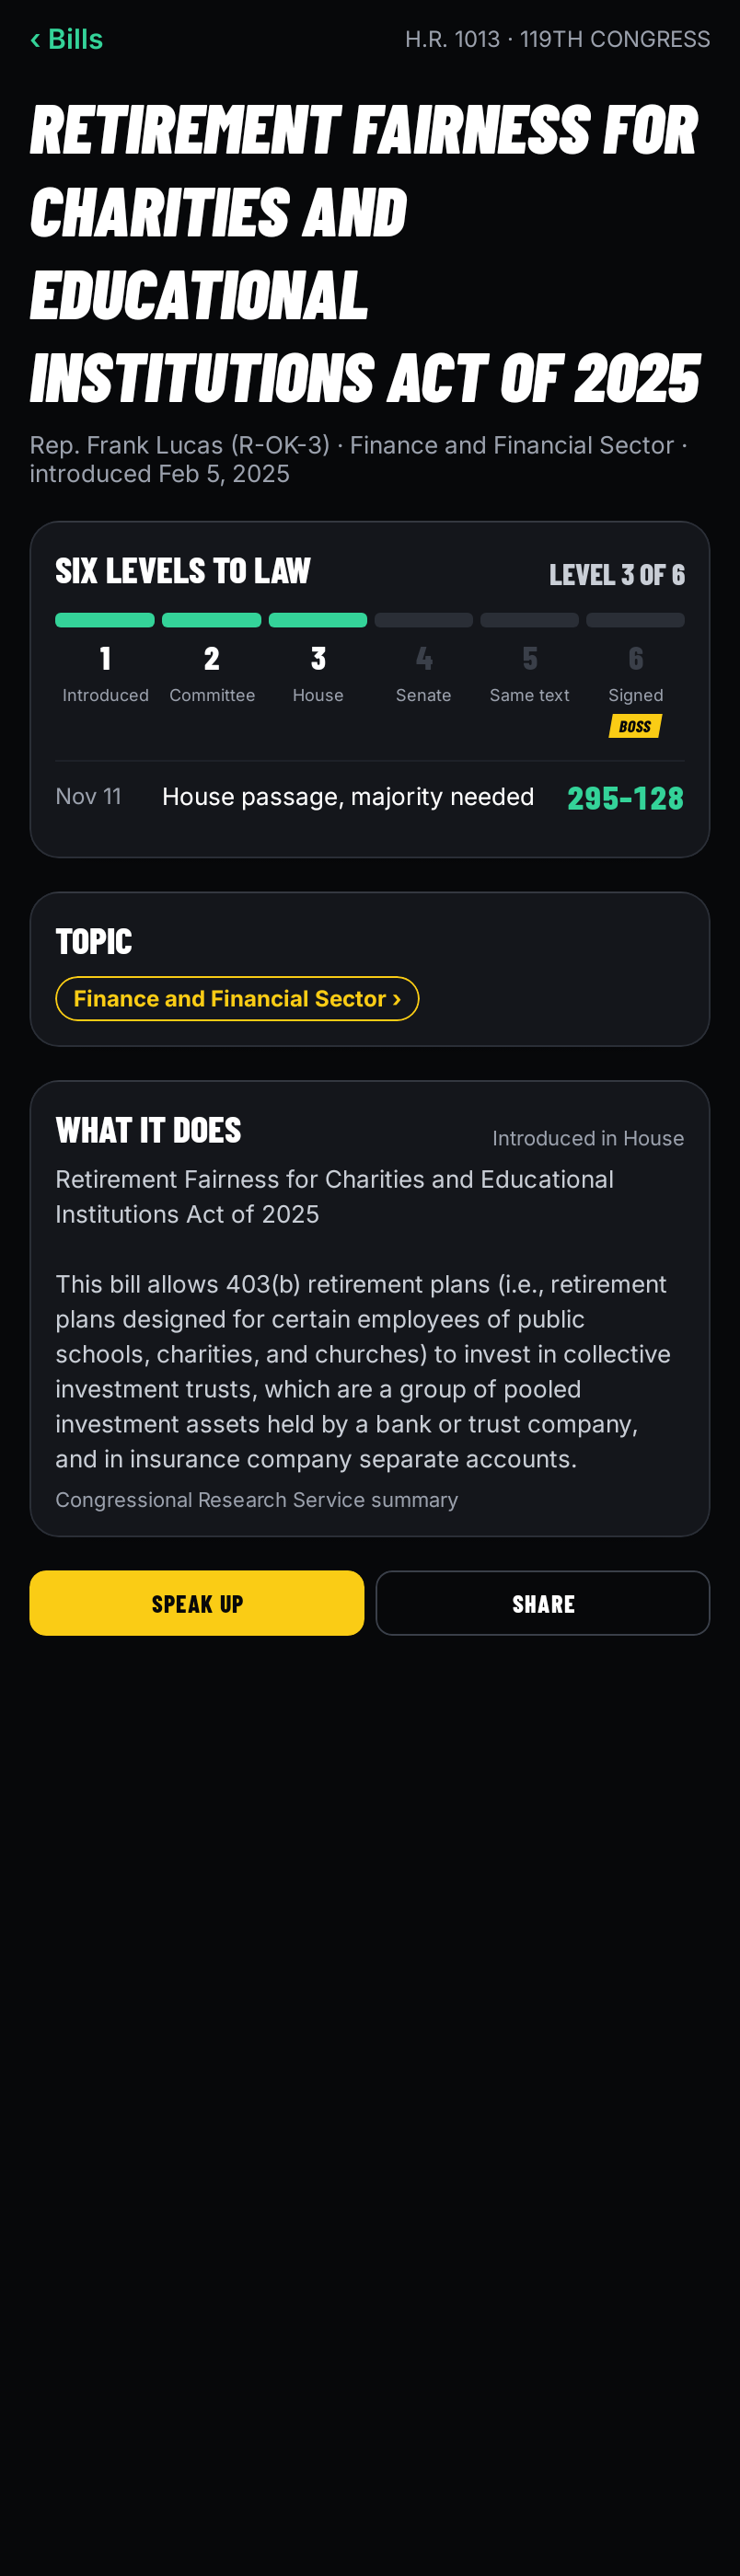 ‹ Bills
H.R. 1013 · 119TH CONGRESS
RETIREMENT FAIRNESS FOR
CHARITIES AND
EDUCATIONAL
INSTITUTIONS ACT OF 2025
Rep. Frank Lucas (R-OK-3) · Finance and Financial Sector ·
introduced Feb 5, 2025
SIX LEVELS TO LAW
LEVEL 3 OF 6
1 2 3 4 5 6
Introduced Committee House Senate Same text Signed
BOSS
Nov 11 House passage, majority needed 295–128
TOPIC
Finance and Financial Sector ›
WHAT IT DOES
Introduced in House
Retirement Fairness for Charities and Educational
Institutions Act of 2025
This bill allows 403(b) retirement plans (i.e., retirement
plans designed for certain employees of public
schools, charities, and churches) to invest in collective
investment trusts, which are a group of pooled
investment assets held by a bank or trust company,
and in insurance company separate accounts.
Congressional Research Service summary
SPEAK UP
SHARE